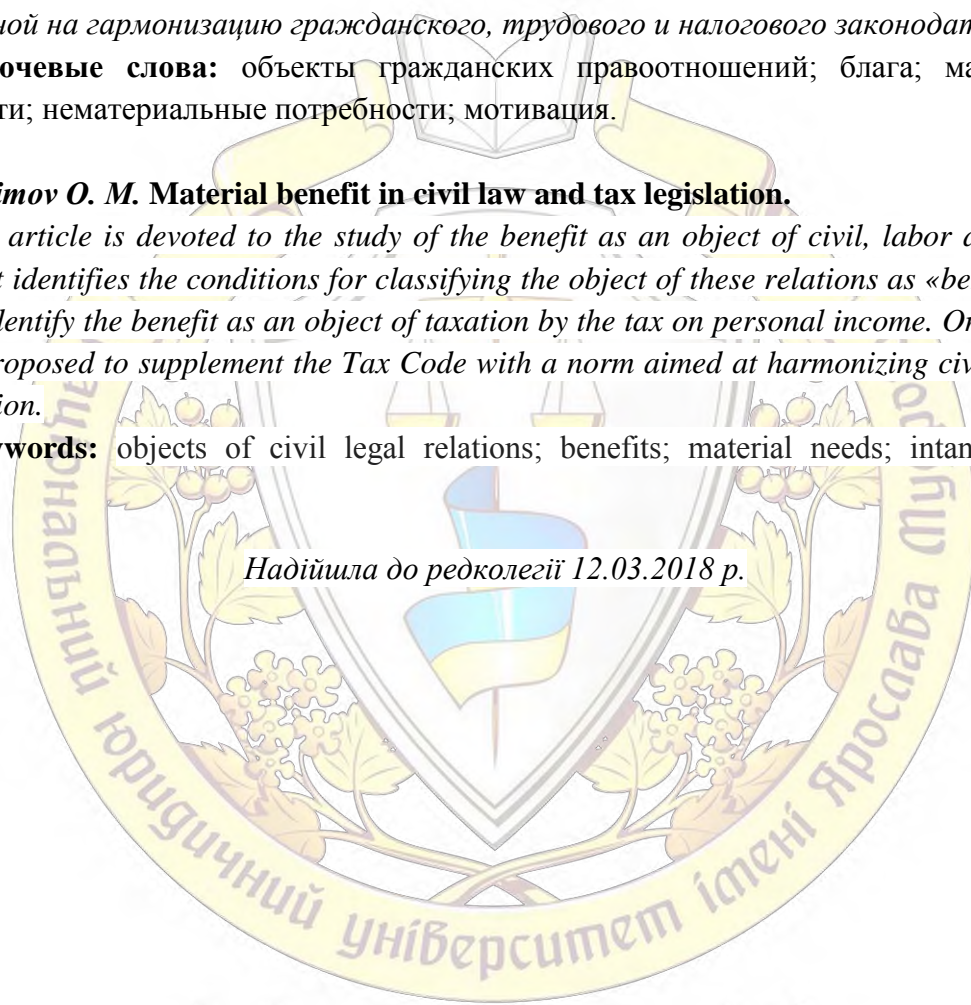 ной на гармонизацию гражданского, трудового и налогового законодат
очевые слова: объекты гражданских правоотношений; блага; ма
ти; нематериальные потребности; мотивация.
imov O. M. Material benefit in civil law and tax legislation.
article is devoted to the study of the benefit as an object of civil, labor a
t identifies the conditions for classifying the object of these relations as «be
dentify the benefit as an object of taxation by the tax on personal income. On
roposed to supplement the Tax Code with a norm aimed at harmonizing civ
ion.
words: objects of civil legal relations; benefits; material needs; intan
Надійшла до редколегії 12.03.2018 р.
ціональний юридичний університет імені Ярослава Мудро